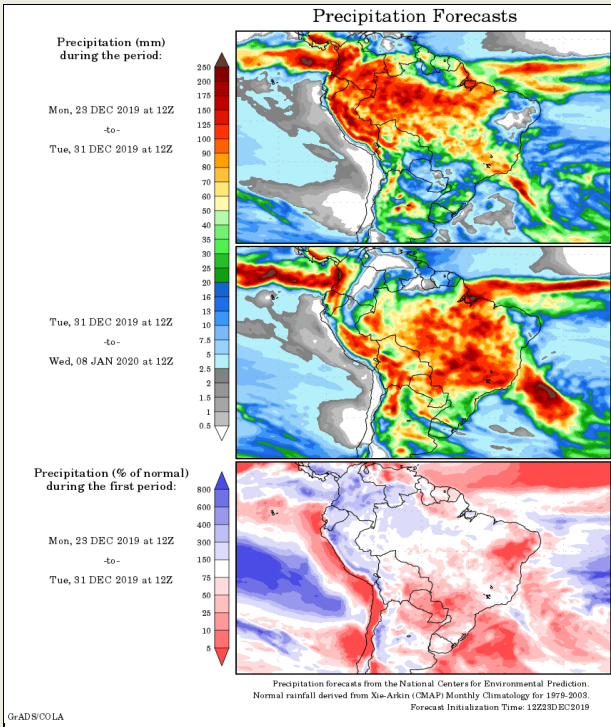 Precipitation Forecasts
Precipitation (mm)
during the period:
Mon, 23 DEC 2019 at 12Z
-to-
Tue, 31 DEC 2019 at 12Z
250
200
175
150
125
100
90
80
70
60
50
40
35
30
25
20
16
13
10
7.5
5
2.5
2
1.5
1
0.5
Tue, 31 DEC 2019 at 12Z
-to-
Wed, 08 JAN 2020 at 12Z
Precipitation (% of normal)
during the first period:
Mon, 23 DEC 2019 at 12Z
-to-
Tue, 31 DEC 2019 at 12Z
800
600
400
300
150
75
50
25
10
5
Precipitation forecasts from the National Centers for Environmental Prediction.
Normal rainfall derived from Xie-Arkin (CMAP) Monthly Climatology for 1979-2003.
Forecast Initialization Time: 12Z23DEC2019
GrADS/COLA